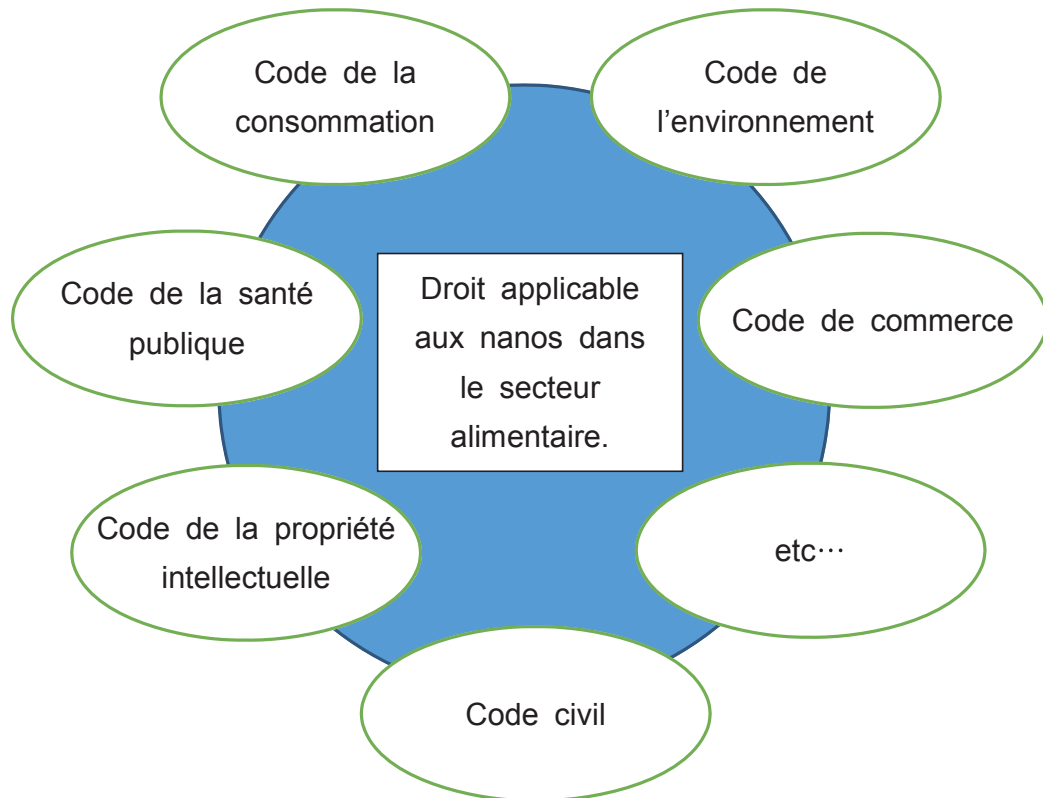 Code de la
consommation
Code de
l'environnement
Code de la santé
publique
Droit applicable
aux nanos dans
le secteur
alimentaire.
Code de commerce
Code de la propriété
intellectuelle
etc…
Code civil